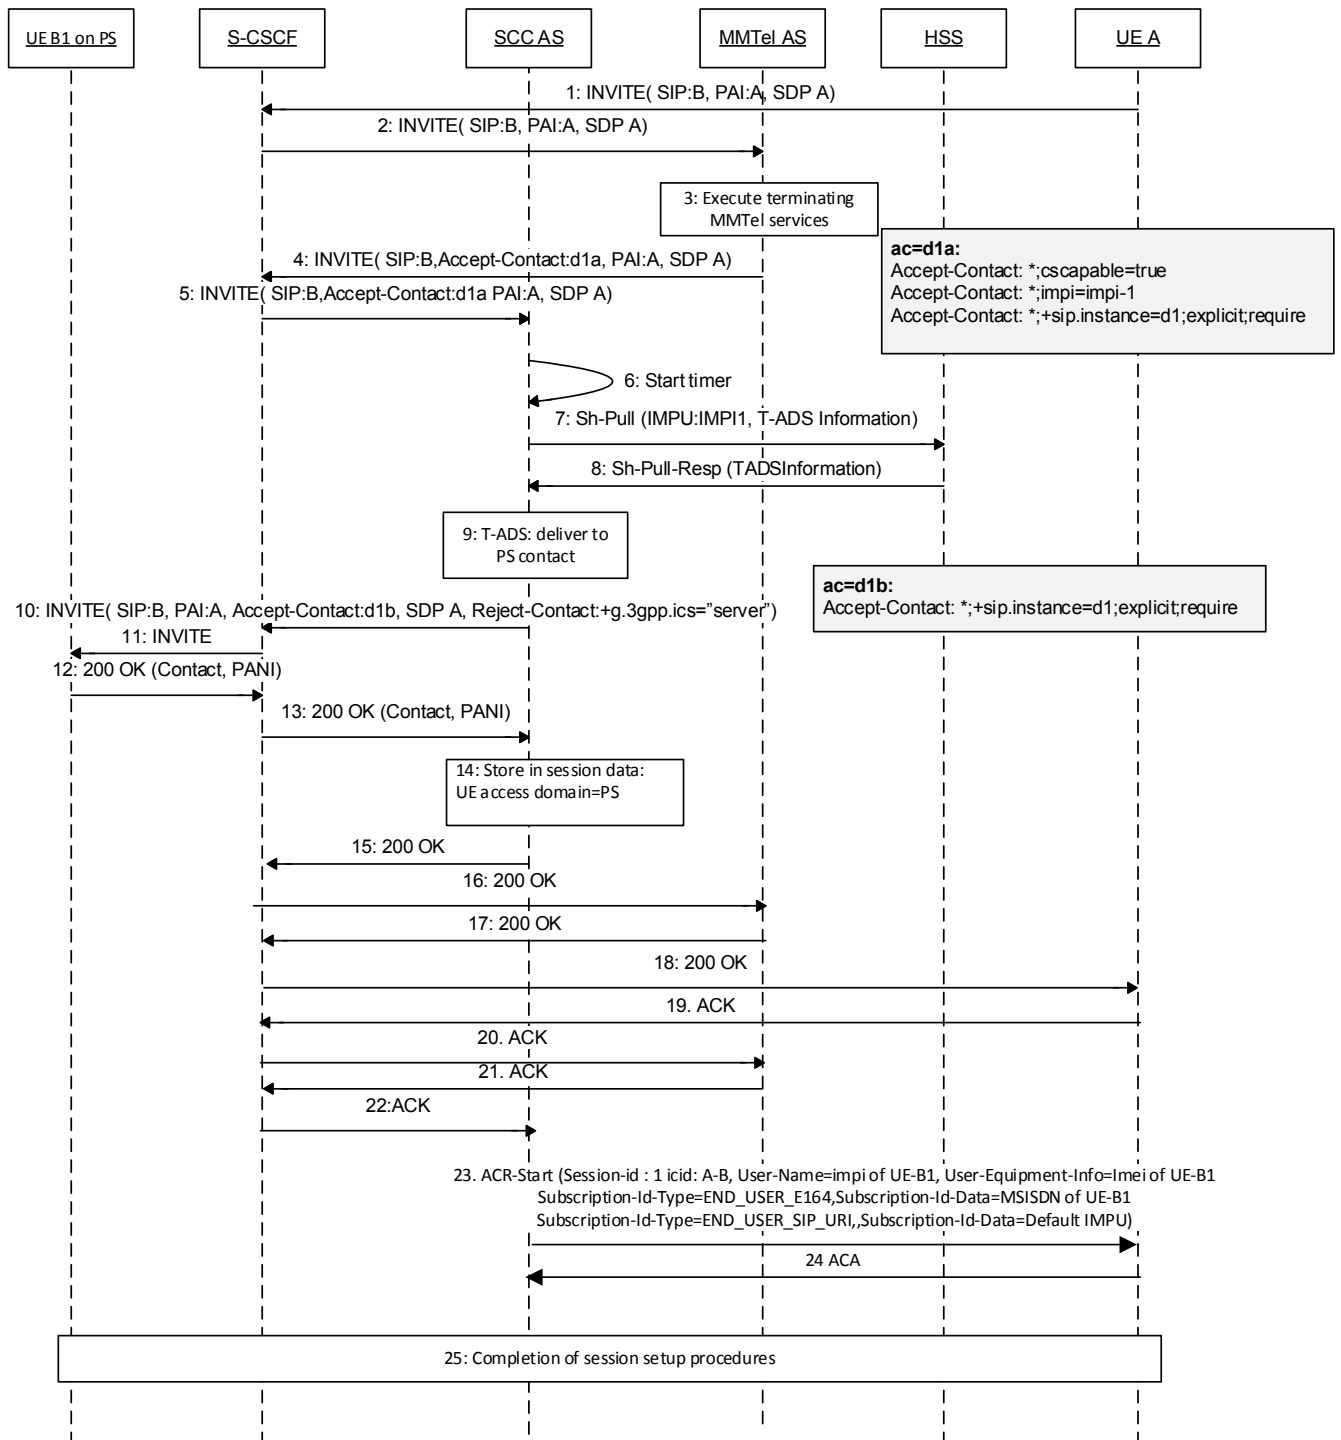 UE B1 on PS
S-CSCF
SCC AS
MMTel AS
HSS
UE A
1: INVITE( SIP:B, PAI:A, SDP A)
2: INVITE( SIP:B, PAI:A, SDP A)
3: Execute terminating
MMTel services
ac=d1a:
Accept-Contact: *;cscapable=true
Accept-Contact: *;impi=impi-1
Accept-Contact: *;+sip.instance=d1;explicit;require
4: INVITE( SIP:B,Accept-Contact:d1a, PAI:A, SDP A)
5: INVITE( SIP:B,Accept-Contact:d1a PAI:A, SDP A)
6: Start timer
7: Sh-Pull (IMPU:IMPI1, T-ADS Information)
8: Sh-Pull-Resp (TADSInformation)
9: T-ADS: deliver to
PS contact
ac=d1b:
Accept-Contact: *;+sip.instance=d1;explicit;require
10: INVITE( SIP:B, PAI:A, Accept-Contact:d1b, SDP A, Reject-Contact:+g.3gpp.ics=”server”)
11: INVITE
12: 200 OK (Contact, PANI)
13: 200 OK (Contact, PANI)
14: Store in session data:
UE access domain=PS
15: 200 OK
16: 200 OK
17: 200 OK
18: 200 OK
19. ACK
20. ACK
21. ACK
22:ACK
23. ACR-Start (Session-id : 1 icid: A-B, User-Name=impi of UE-B1, User-Equipment-Info=Imei of UE-B1
Subscription-Id-Type=END_USER_E164,Subscription-Id-Data=MSISDN of UE-B1
Subscription-Id-Type=END_USER_SIP_URI,,Subscription-Id-Data=Default IMPU)
24 ACA
25: Completion of session setup procedures